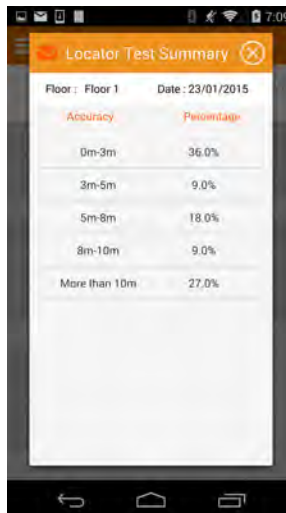 7:09
Locator Test Summary
Floor : Floor 1 Date : 23/01/2015
Accuracy Percentage
0m-3m 36.0%
3m-5m 9.0%
5m-8m 18.0%
8m-10m 9.0%
More than 10m 27.0%